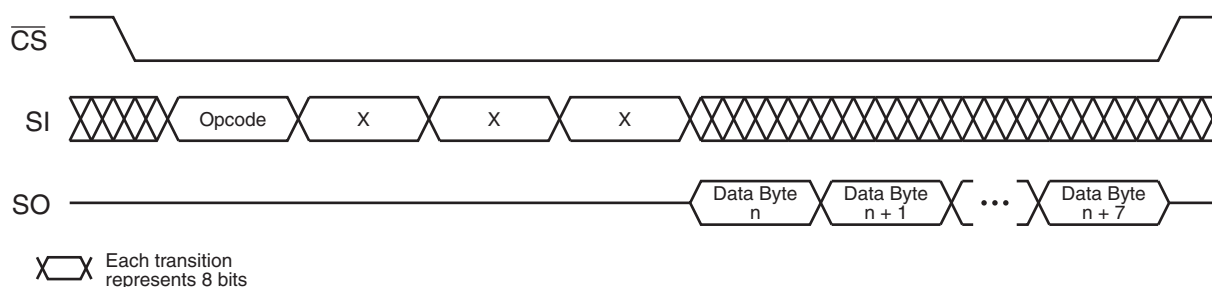 CS
SI
Opcode
X
X
X
SO
Data Byte
n
Data Byte
n + 1
•••
Data Byte
n + 7
Each transition
represents 8 bits